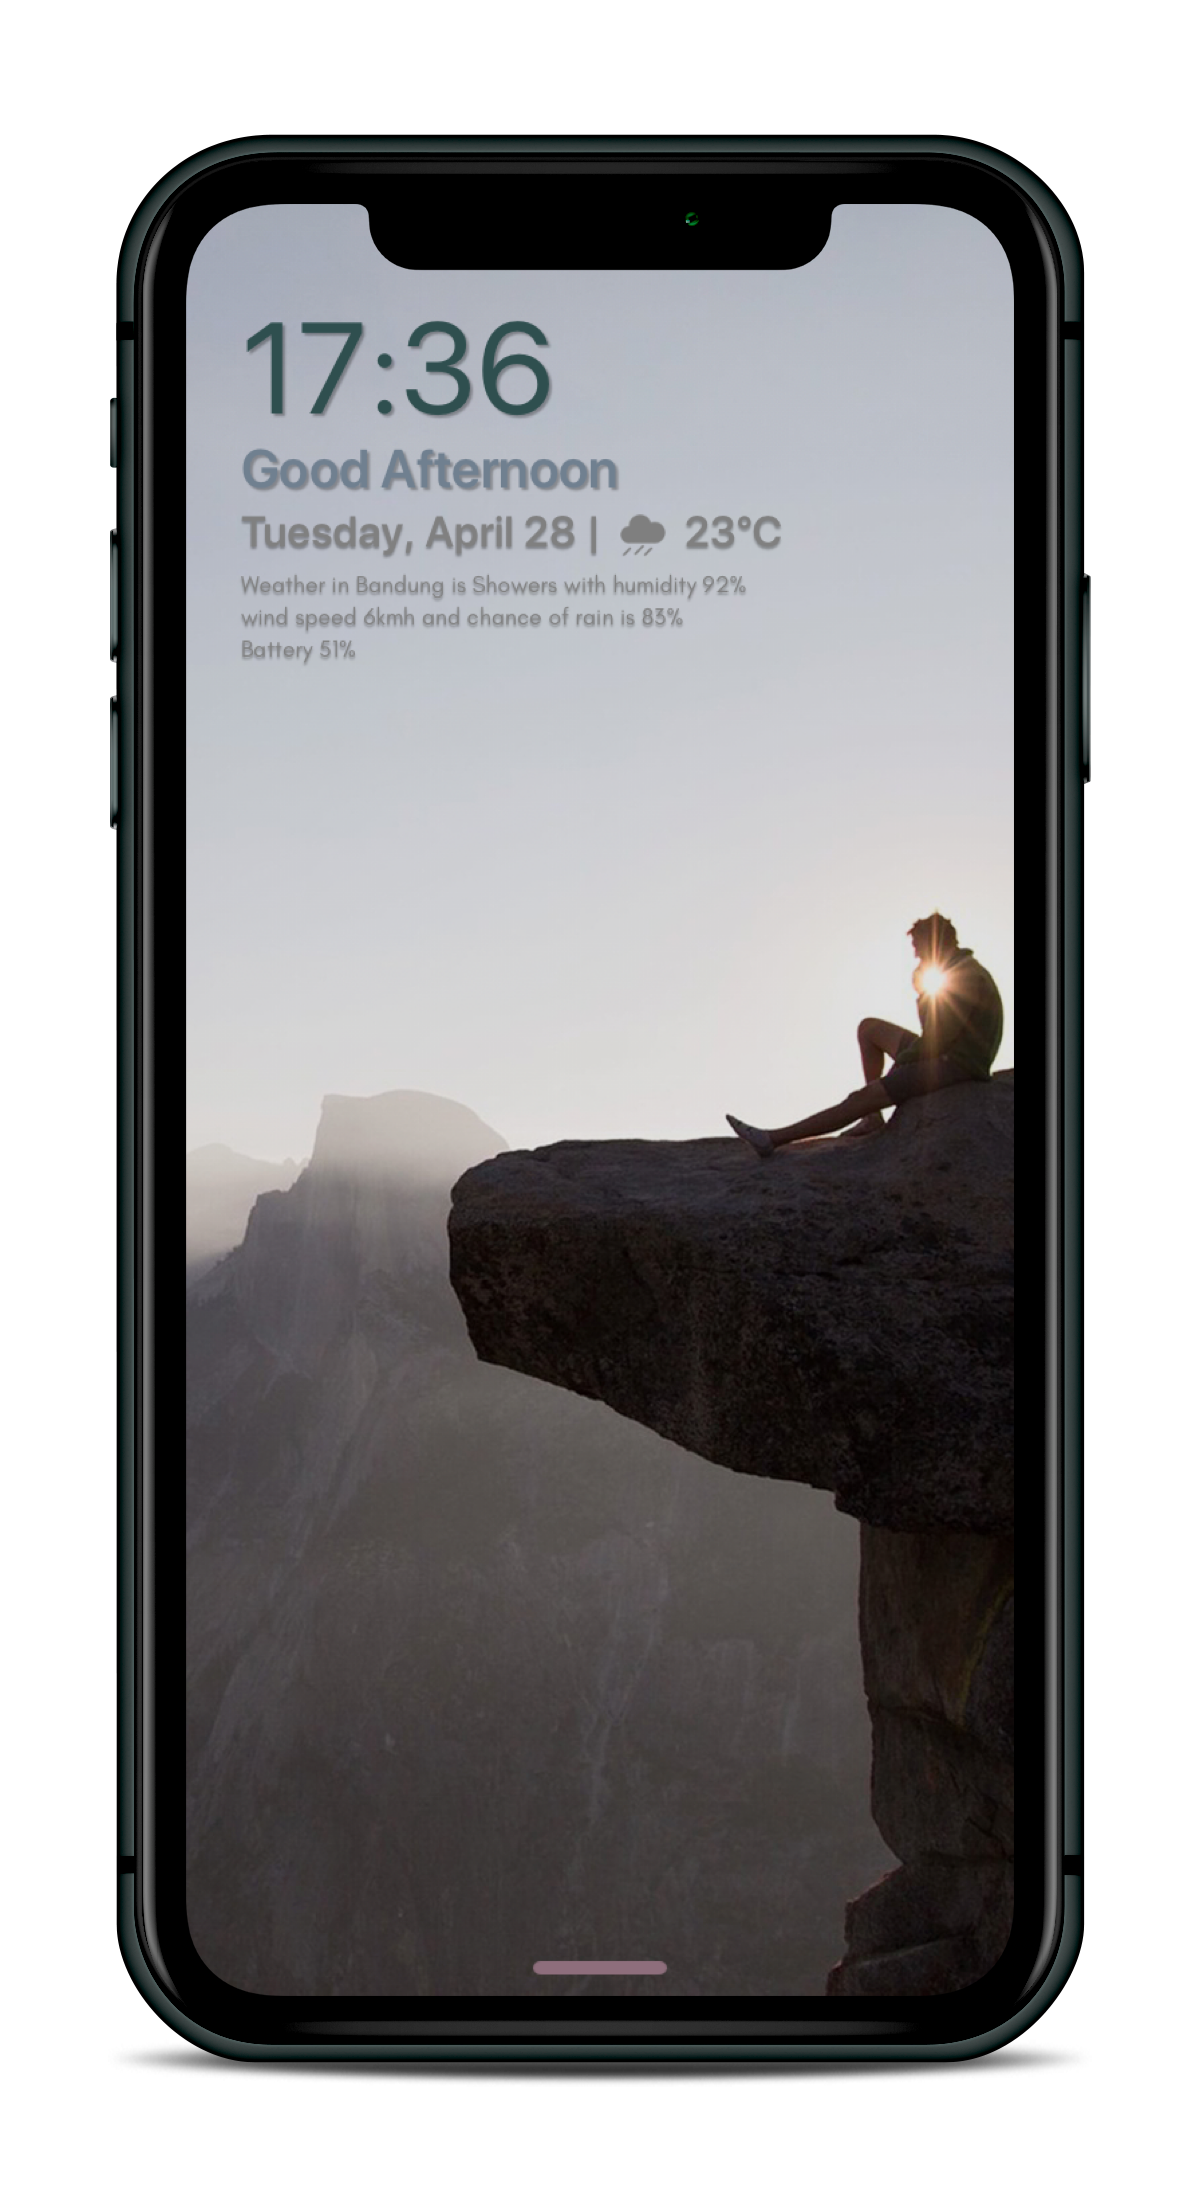 17:36
Good Afternoon
Tuesday, April 28 | 23°C
Weather in Bandung is Showers with humidity 92%
wind speed 6kmh and chance of rain is 83%
Battery 51%